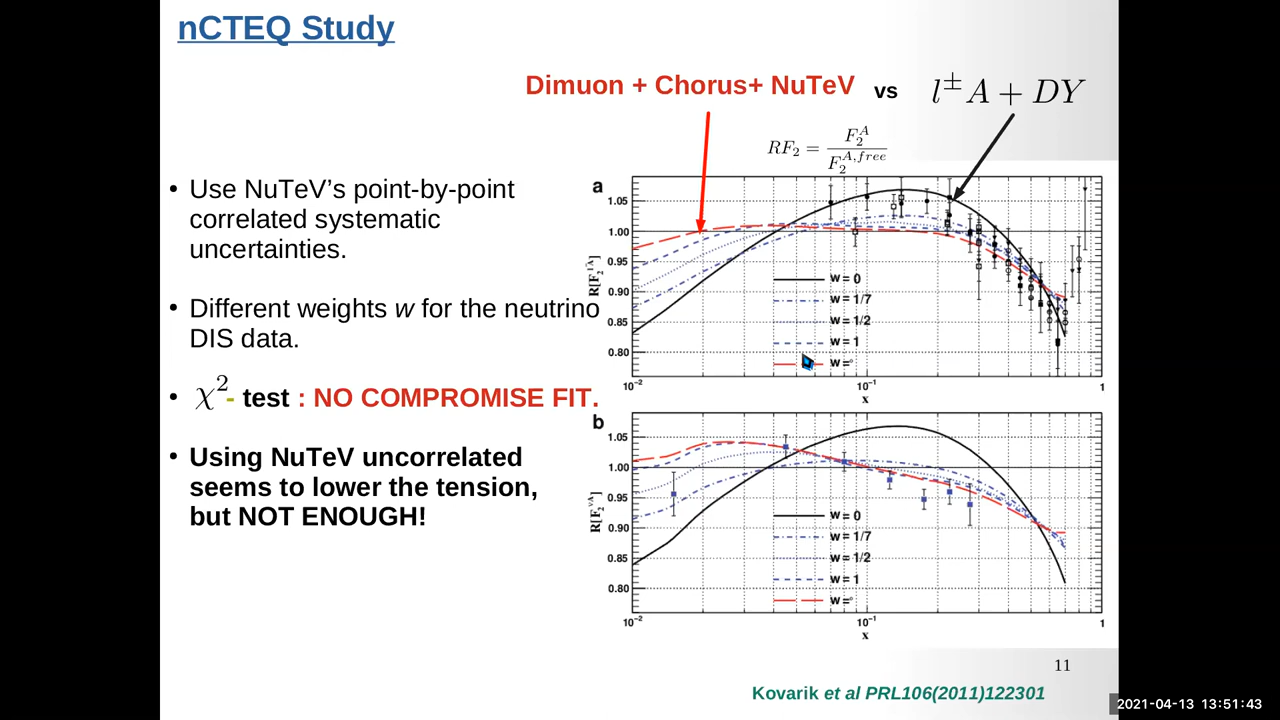 nCTEQ Study
Dimuon + Chorus+ NuTeV vs l± A + DY
RF₂ = F₂^A / F₂^{A,free}
• Use NuTeV's point-by-point
correlated systematic
uncertainties.
• Different weights w for the neutrino
DIS data.
• χ²- test : NO COMPROMISE FIT.
• Using NuTeV uncorrelated
seems to lower the tension,
but NOT ENOUGH!
a
1.05
1.00
0.95
0.90
0.85
0.80
w = 0
w = 1/7
w = 1/2
w = 1
w =
10⁻²
10⁻¹
1
x
b
1.05
1.00
0.95
0.90
0.85
0.80
w = 0
w = 1/7
w = 1/2
w = 1
w =
10⁻²
10⁻¹
1
x
11
Kovarik et al PRL106(2011)122301
2021-04-13 13:51:43